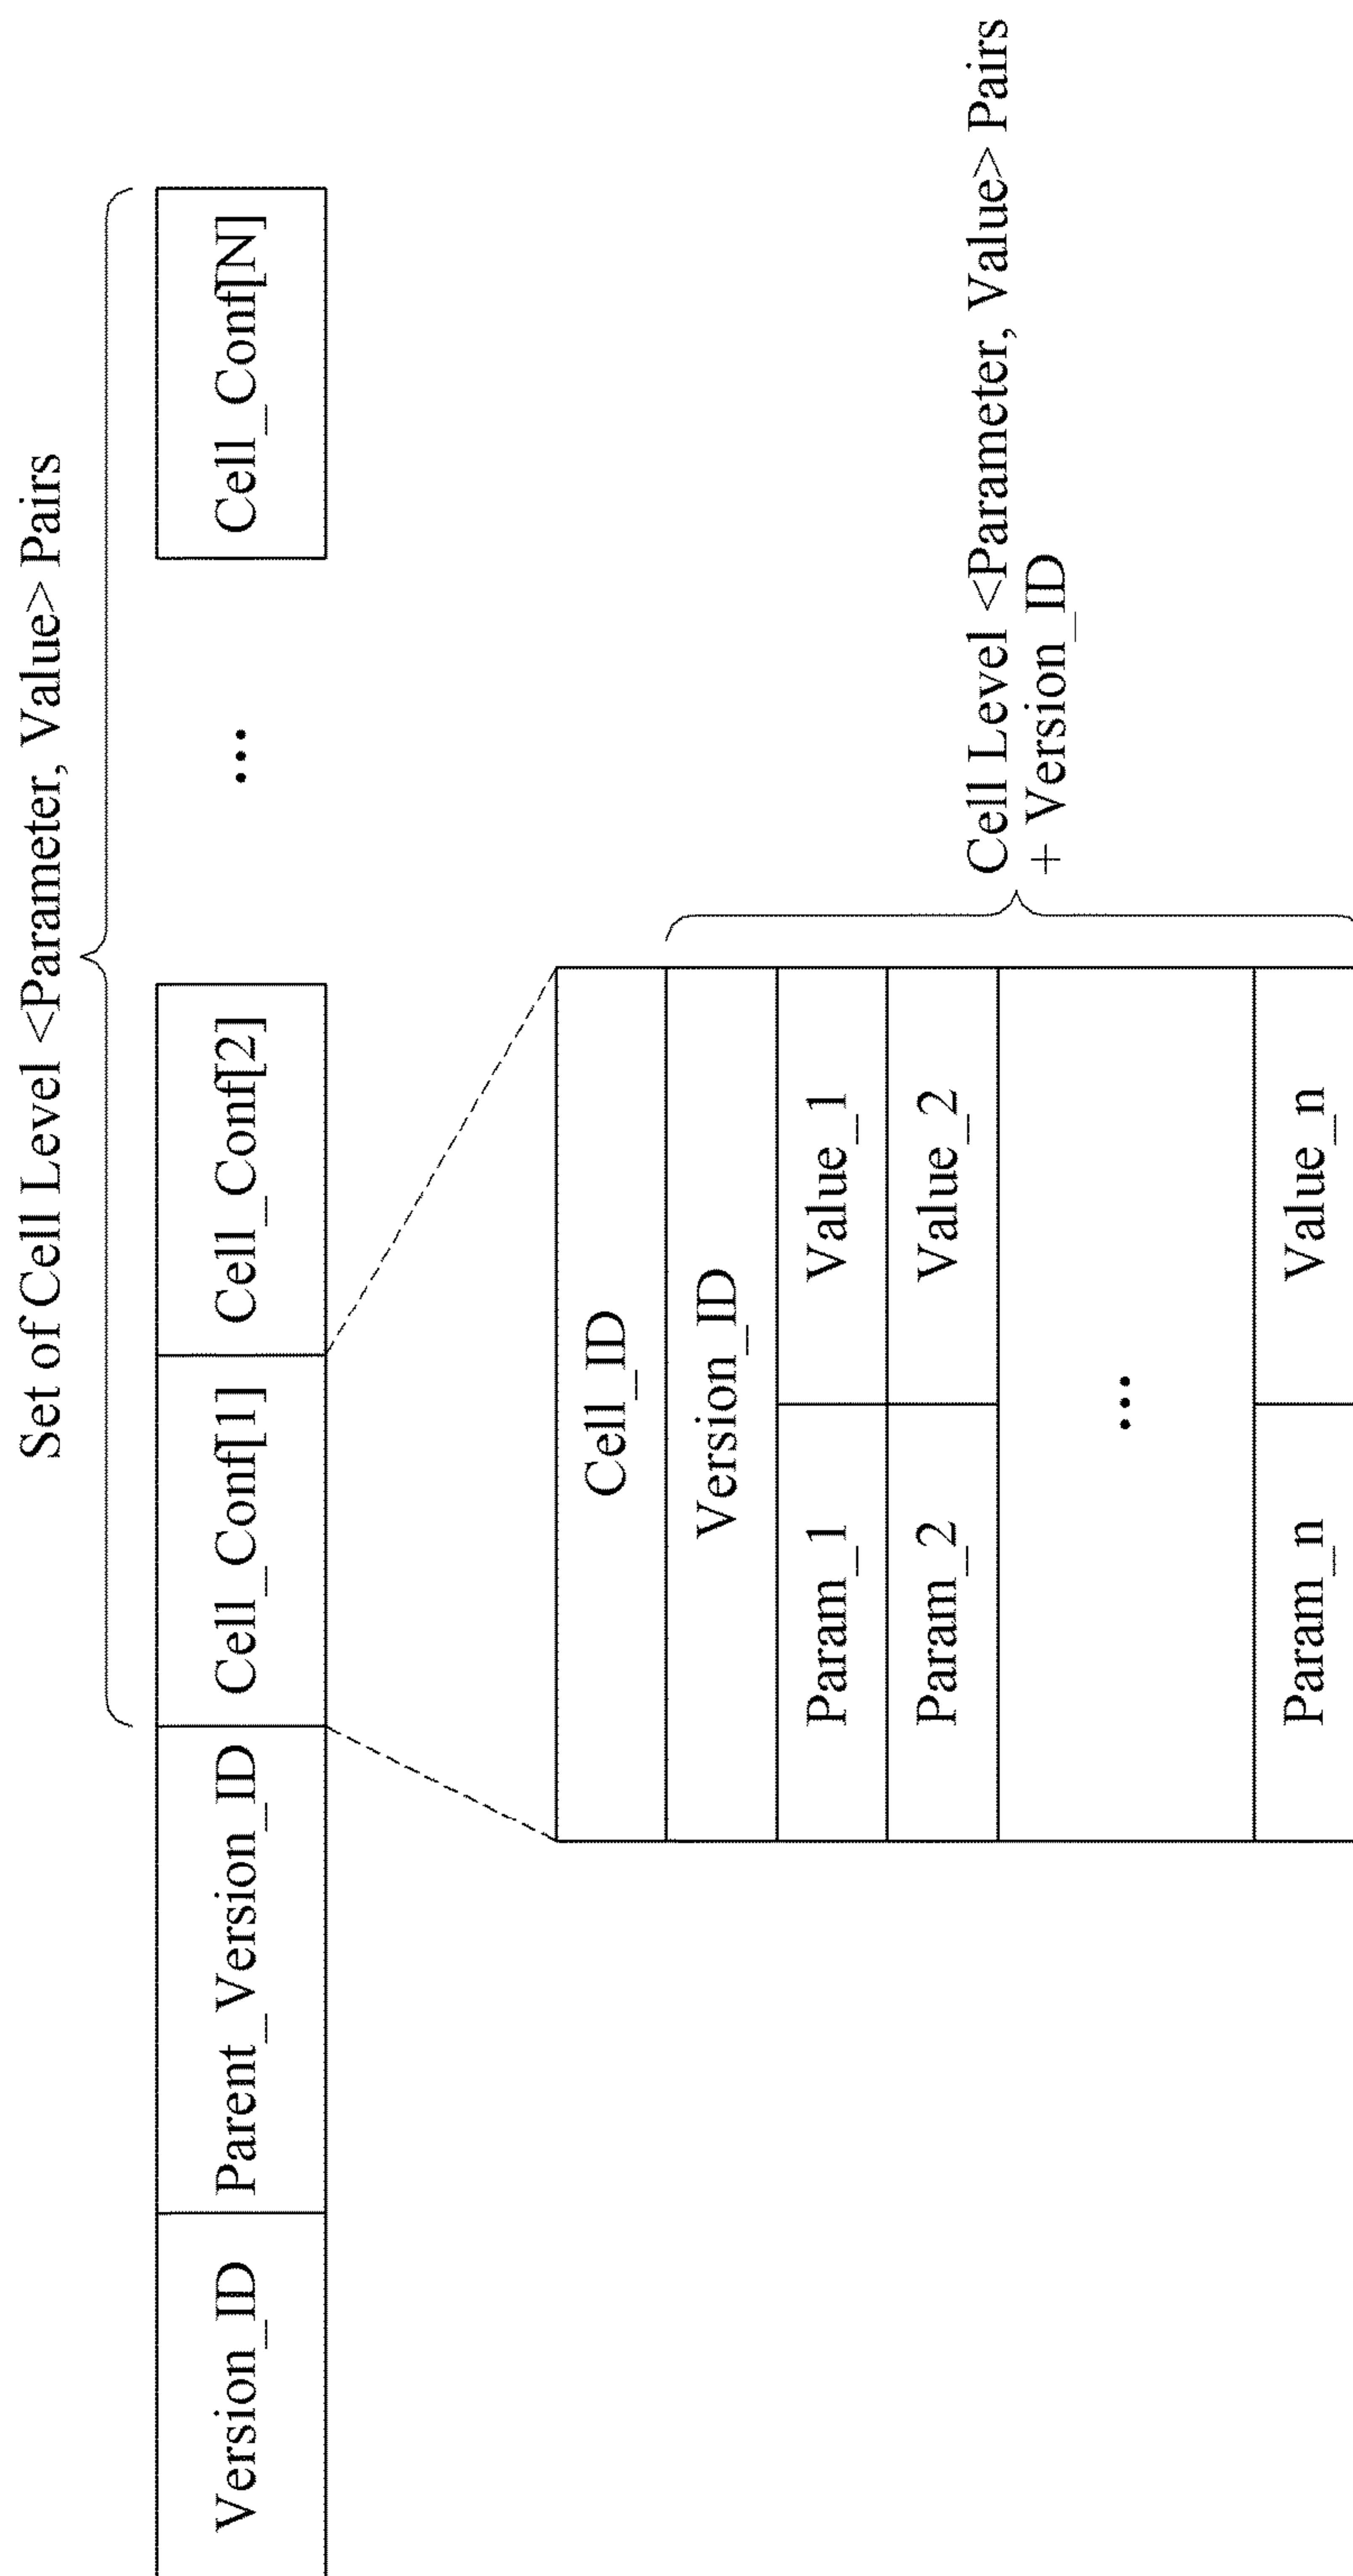 Set of Cell Level <Parameter, Value> Pairs
Version_ID
Parent_Version_ID
Cell_Conf[1]
Cell_Conf[2]
...
Cell_Conf[N]
Cell_ID
Version_ID
Param_1
Value_1
Param_2
Value_2
...
Param_n
Value_n
Cell Level <Parameter, Value> Pairs
+ Version_ID